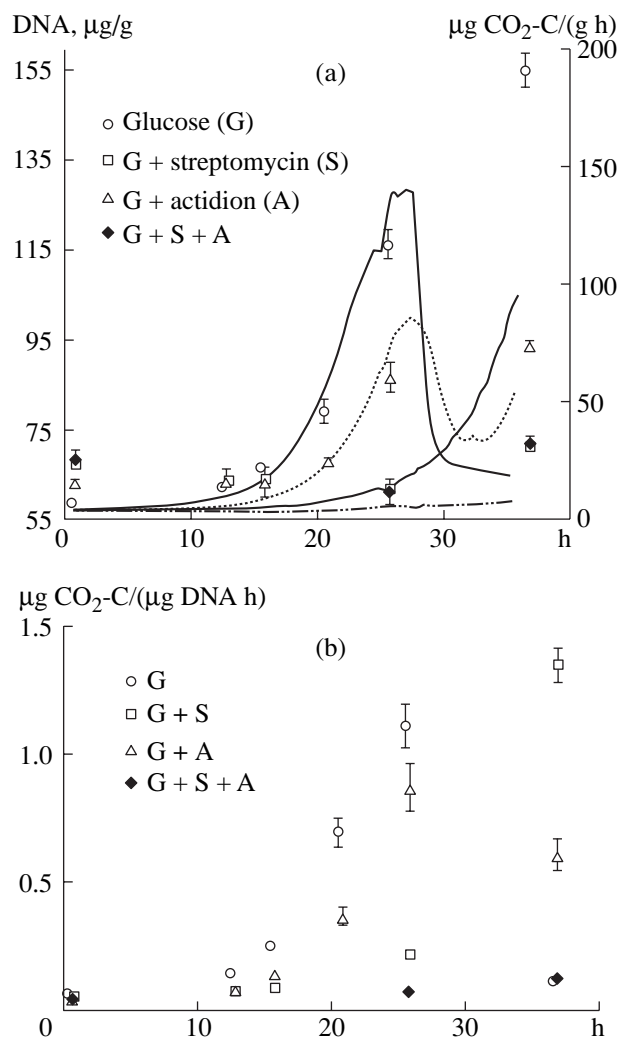 DNA, μg/g
μg CO2-C/(g h)
(a)
155
135
115
95
75
55
200
150
100
50
0
Glucose (G)
G + streptomycin (S)
G + actidion (A)
G + S + A
0 10 20 30 h
μg CO2-C/(μg DNA h)
(b)
1.5
1.0
0.5
G
G + S
G + A
G + S + A
0 10 20 30 h